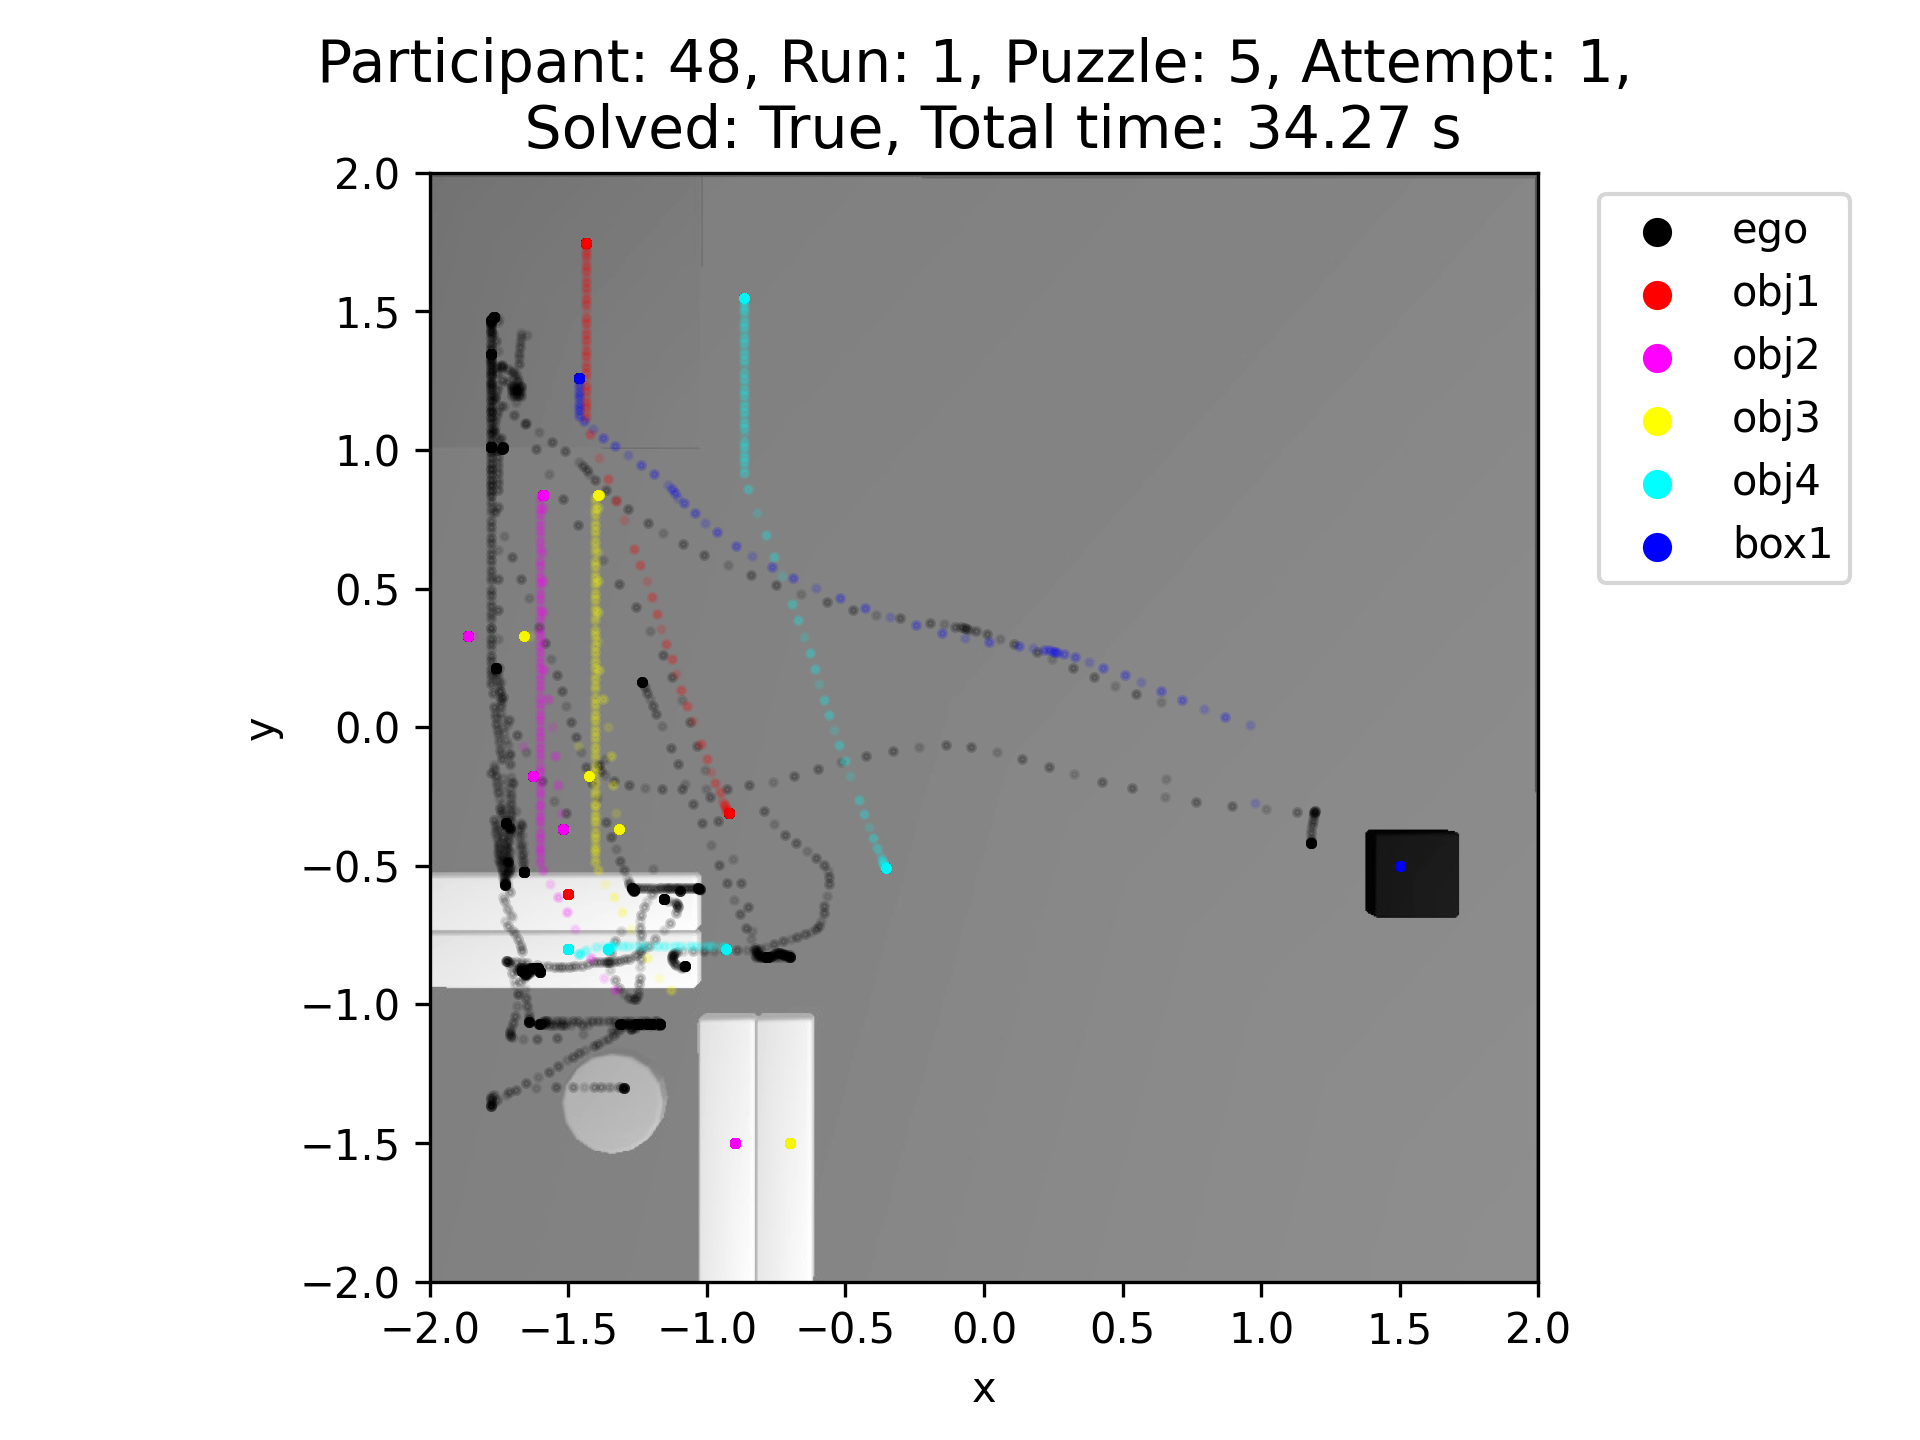 Participant: 48, Run: 1, Puzzle: 5, Attempt: 1,
Solved: True, Total time: 34.27 s
2.0
1.5
1.0
0.5
0.0
−0.5
−1.0
−1.5
−2.0
y
−2.0 −1.5 −1.0 −0.5 0.0 0.5 1.0 1.5 2.0
x
ego
obj1
obj2
obj3
obj4
box1